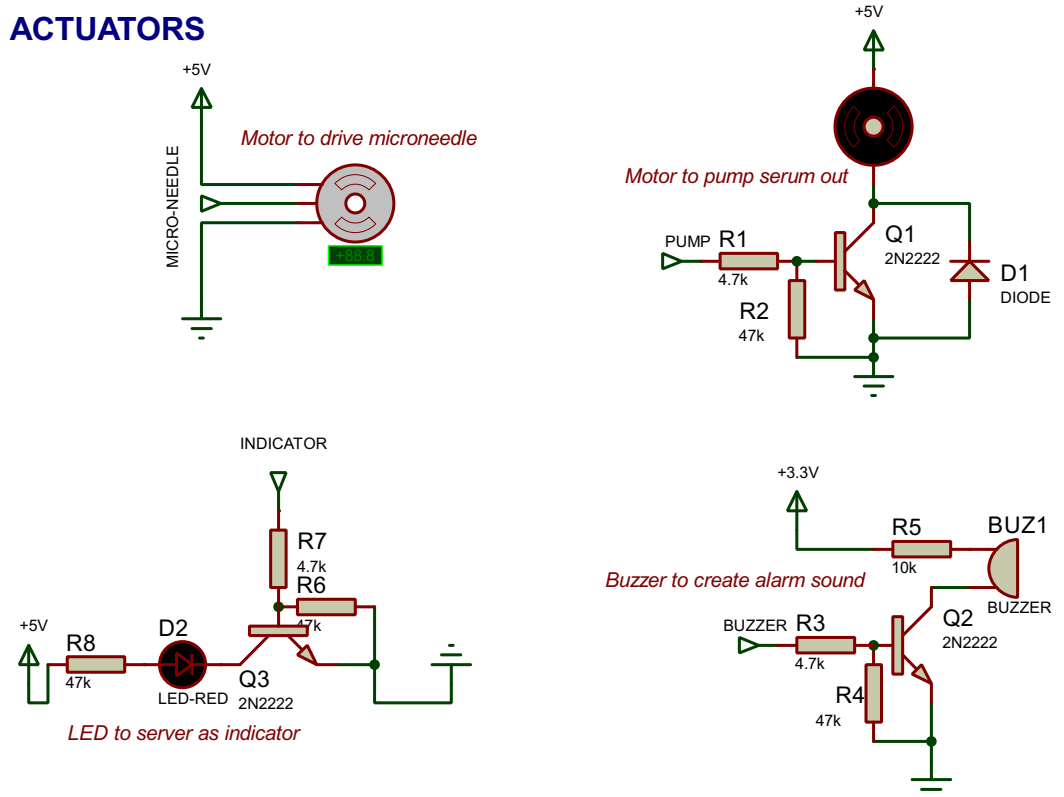 ACTUATORS
+5V
Motor to drive microneedle
MICRO-NEEDLE
+88.8
+5V
Motor to pump serum out
PUMP
R1
4.7k
R2
47k
Q1
2N2222
D1
DIODE
INDICATOR
R7
4.7k
R6
47k
+5V
R8
47k
D2
LED-RED
Q3
2N2222
LED to server as indicator
+3.3V
R5
10k
BUZ1
BUZZER
Buzzer to create alarm sound
BUZZER
R3
4.7k
R4
47k
Q2
2N2222